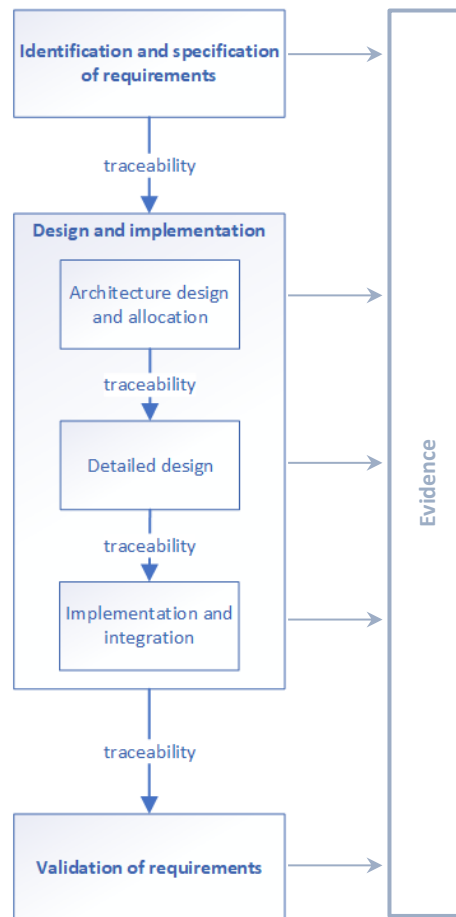 Identification and specification
of requirements
traceability
Design and implementation
Architecture design
and allocation
traceability
Detailed design
traceability
Implementation and
integration
traceability
Validation of requirements
Evidence